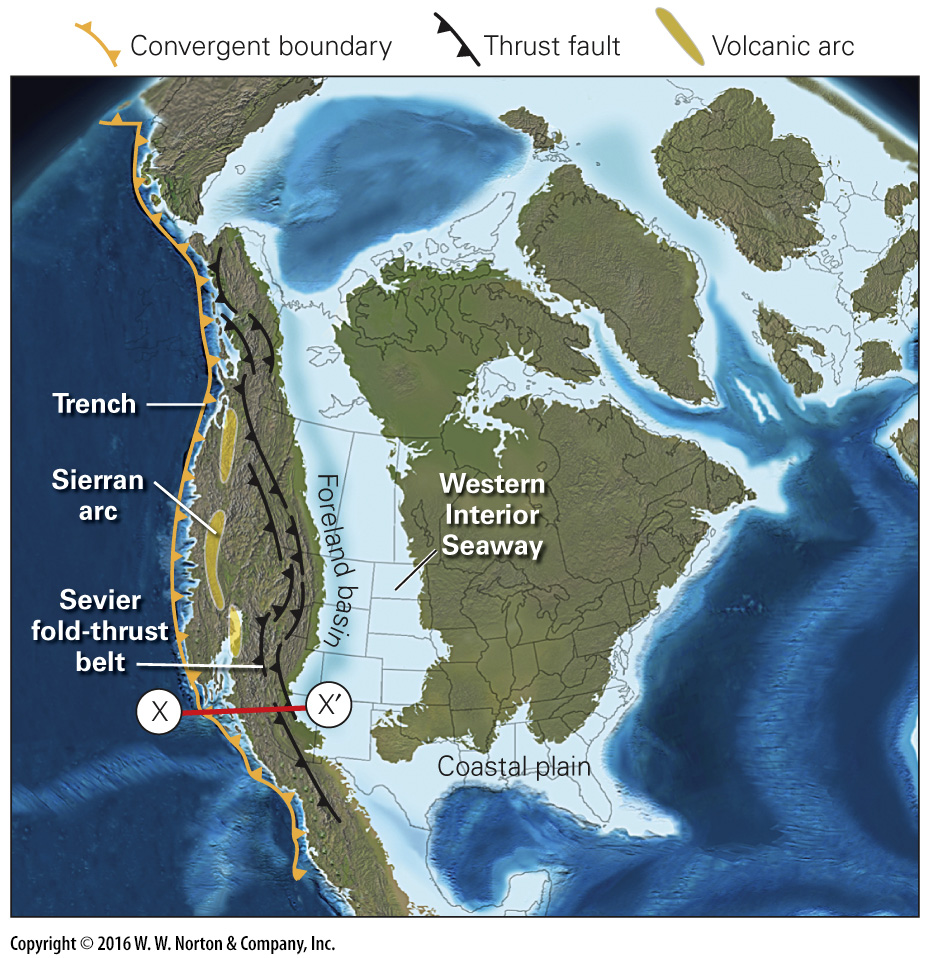 Convergent boundary
Thrust fault
Volcanic arc
Trench
Sierran
arc
Western
Interior
Seaway
Foreland basin
Sevier
fold-thrust
belt
X
X′
Coastal plain
Copyright © 2016 W. W. Norton & Company, Inc.